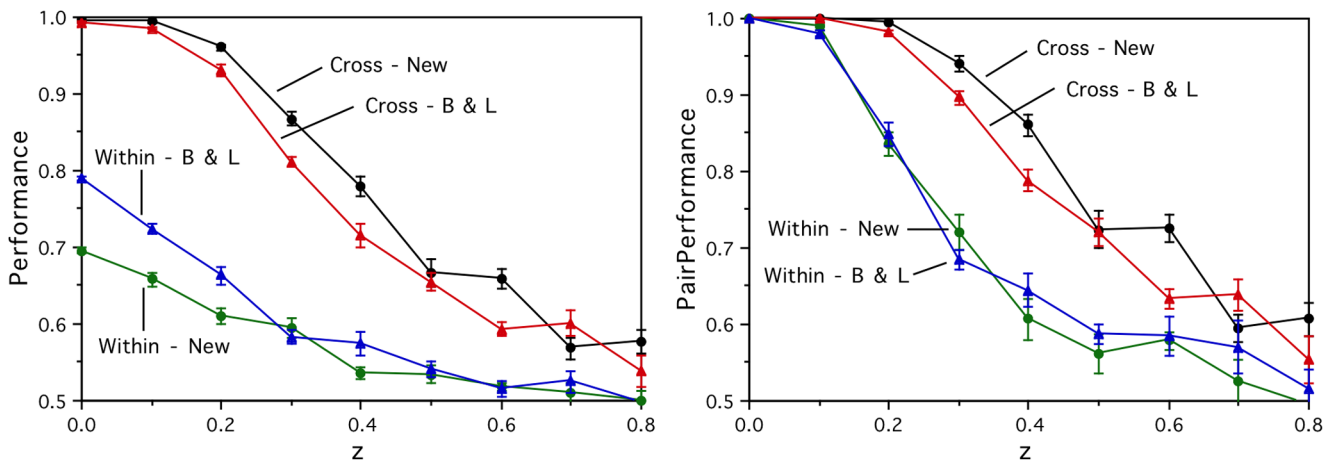 1.0
0.9
0.8
0.7
0.6
0.5
Performance
Cross - New
Cross - B & L
Within - B & L
Within - New
0.0
0.2
0.4
0.6
0.8
z
1.0
0.9
0.8
0.7
0.6
0.5
PairPerformance
Cross - New
Cross - B & L
Within - New
Within - B & L
0.0
0.2
0.4
0.6
0.8
z